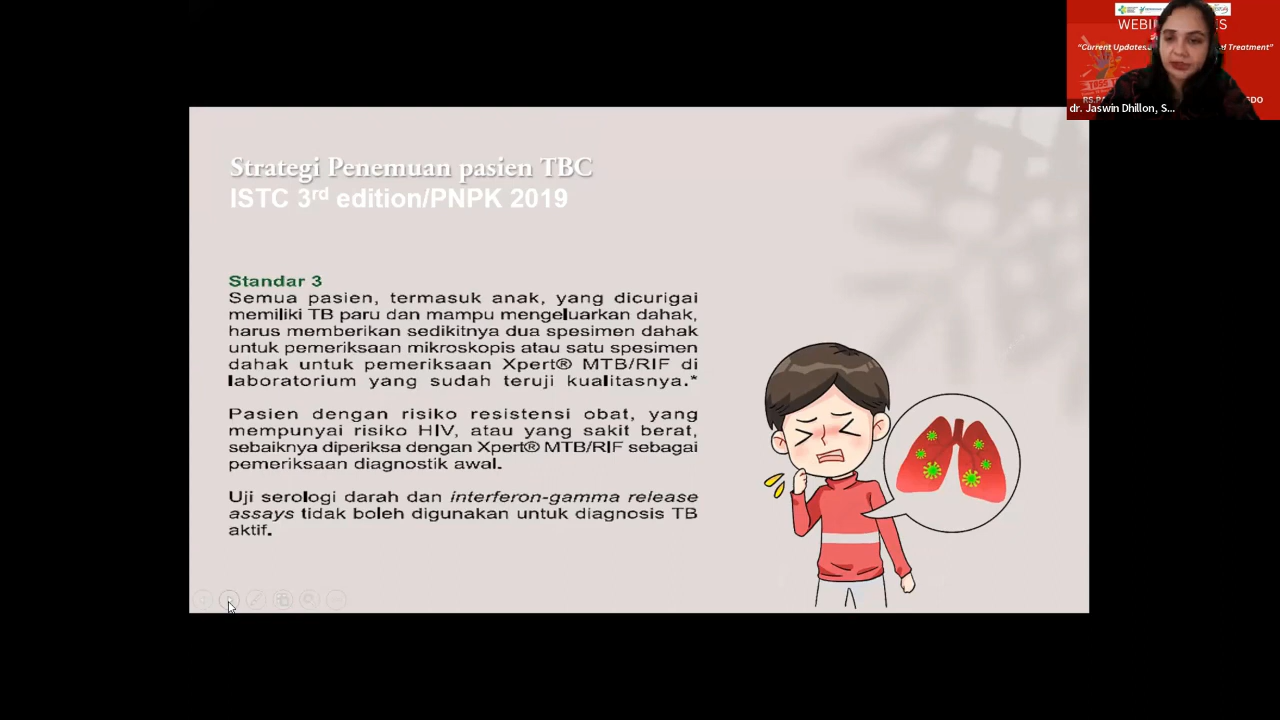 WEBI
ES
"Current Updates
l Treatment"
dr. Jaswin Dhillon, S...
Strategi Penemuan pasien TBC
ISTC 3rd edition/PNPK 2019
Standar 3
Semua pasien, termasuk anak, yang dicurigai
memiliki TB paru dan mampu mengeluarkan dahak,
harus memberikan sedikitnya dua spesimen dahak
untuk pemeriksaan mikroskopis atau satu spesimen
dahak untuk pemeriksaan Xpert® MTB/RIF di
laboratorium yang sudah teruji kualitasnya.*
Pasien dengan risiko resistensi obat, yang
mempunyai risiko HIV, atau yang sakit berat,
sebaiknya diperiksa dengan Xpert® MTB/RIF sebagai
pemeriksaan diagnostik awal.
Uji serologi darah dan interferon-gamma release
assays tidak boleh digunakan untuk diagnosis TB
aktif.